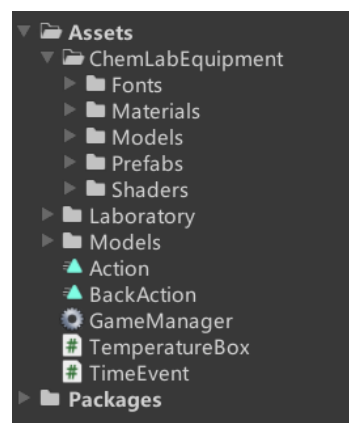 Assets
ChemLabEquipment
Fonts
Materials
Models
Prefabs
Shaders
Laboratory
Models
Action
BackAction
GameManager
# TemperatureBox
# TimeEvent
Packages